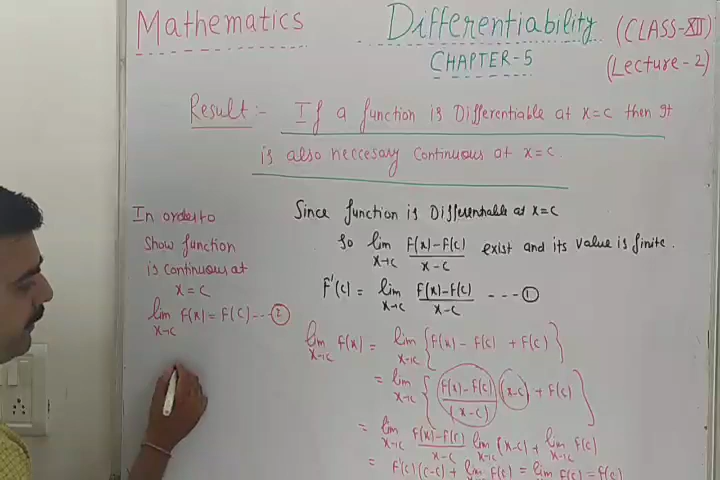 Mathematics
Differentiability (CLASS-XII)
CHAPTER-5
(Lecture-2)
Result:- If a function is Differentiable at x=c then it
is also neccesary Continuous at x=c.
In order to
Show function
is continuous at
x=c
lim F(x) = F(C) --- ②
x→c
Since function is Differentiable at x=c
So lim F(x)-F(c) / x-c exist and its value is finite.
x→c
F'(c) = lim F(x)-F(c) / x-c --- ①
x→c
lim f(x) = lim {F(x) - F(c) + F(c)}
x→c x→c
= lim {F(x)-F(c) / (x-c) (x-c) + F(c)}
x→c
= lim F(x)-F(c) / x-c lim (x-c) + lim F(c)
x→c x→c x→c
= F'(c)(c-c) + lim F(c) = lim F(c) = f(c)